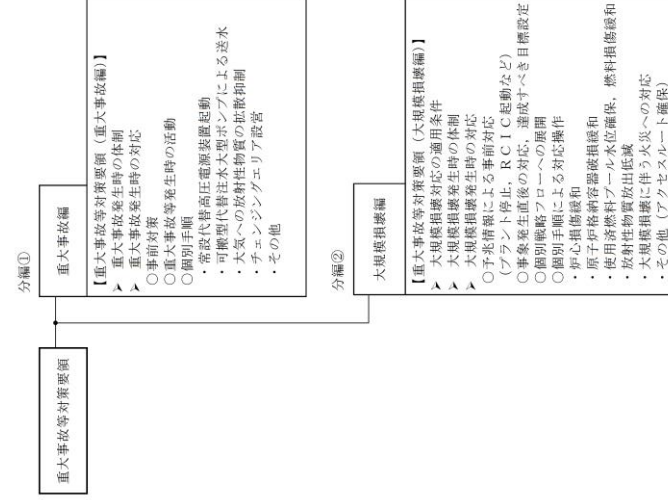 重大事故等対策要領
分編①
重大事故編
【重大事故等対策要領（重大事故編）】
➤ 重大事故発生時の体制
➤ 重大事故発生時の対応
○事前対策
○重大事故等発生時の活動
○個別手順
・常設代替高圧電源装置起動
・可搬型代替注水大型ポンプによる送水
・大気への放射性物質の拡散抑制
・チェンジングエリア設営
・その他
分編②
大規模損壊編
【重大事故等対策要領（大規模損壊編）】
➤ 大規模損壊対応の適用条件
➤ 大規模損壊発生時の体制
➤ 大規模損壊発生時の対応
○予兆情報による事前対応
（プラント停止，ＲＣＩＣ起動など）
○事象発生直後の対応，達成すべき目標設定
○個別戦略フローへの展開
○個別手順による対応操作
・炉心損傷緩和
・原子炉格納容器破損緩和
・使用済燃料プール水位確保，燃料損傷緩和
・放射性物質放出低減
・大規模損壊に伴う火災への対応
・その他（アクセスルート確保）